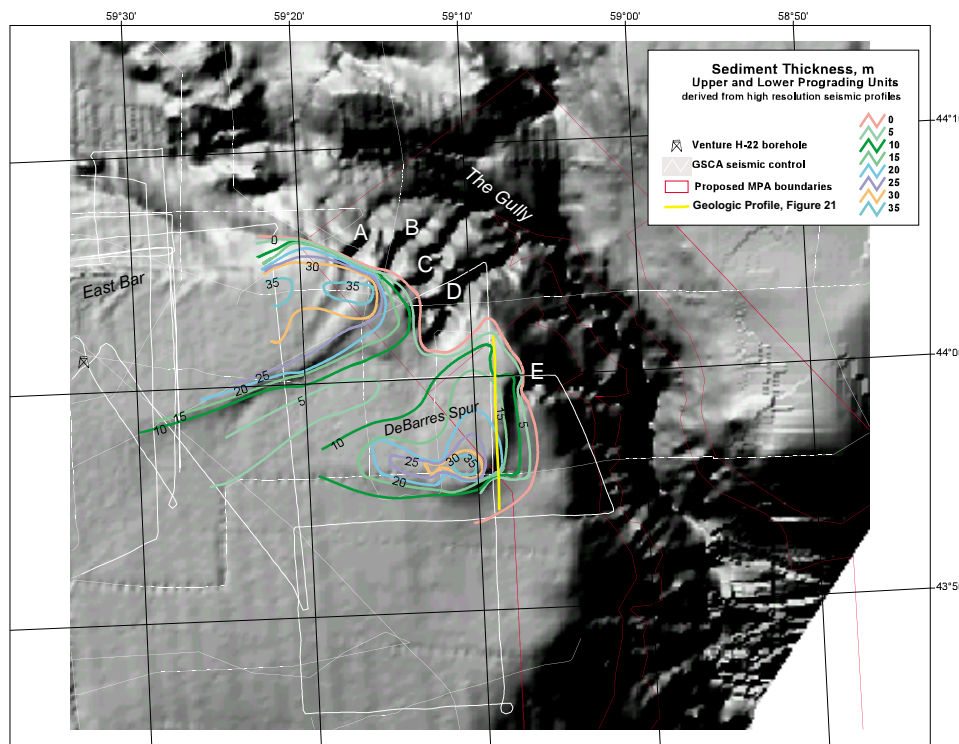 59°30' 59°20' 59°10' 59°00' 58°50'
Sediment Thickness, m
Upper and Lower Prograding Units
derived from high resolution seismic profiles
0
5
10
15
20
25
30
35
Venture H-22 borehole
GSCA seismic control
Proposed MPA boundaries
Geologic Profile, Figure 21
44°1
44°0
43°5
The Gully
A
B
C
D
E
East Bar
DeBarres Spur
0
30
35
35
25
20
15
10
5
10
15
5
25
30
35
20